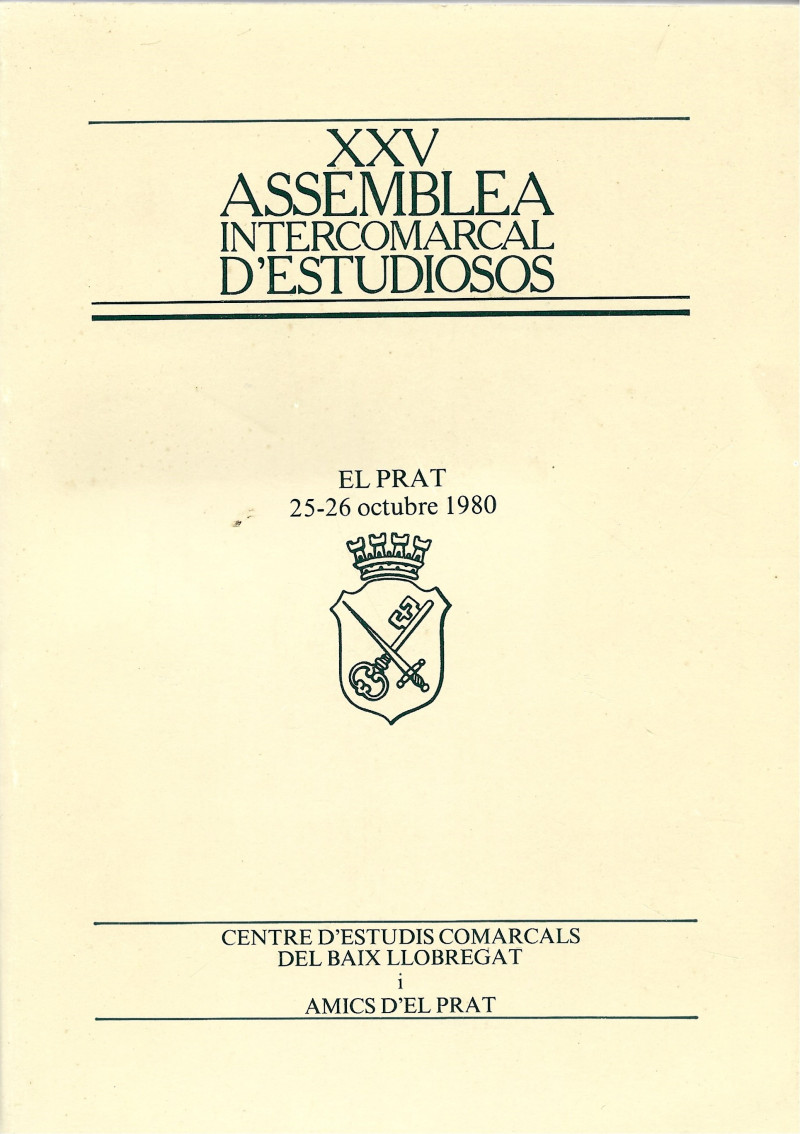 XXV
ASSEMBLEA
INTERCOMARCAL
D'ESTUDIOSOS
EL PRAT
25-26 octubre 1980
CENTRE D'ESTUDIS COMARCALS
DEL BAIX LLOBREGAT
i
AMICS D'EL PRAT